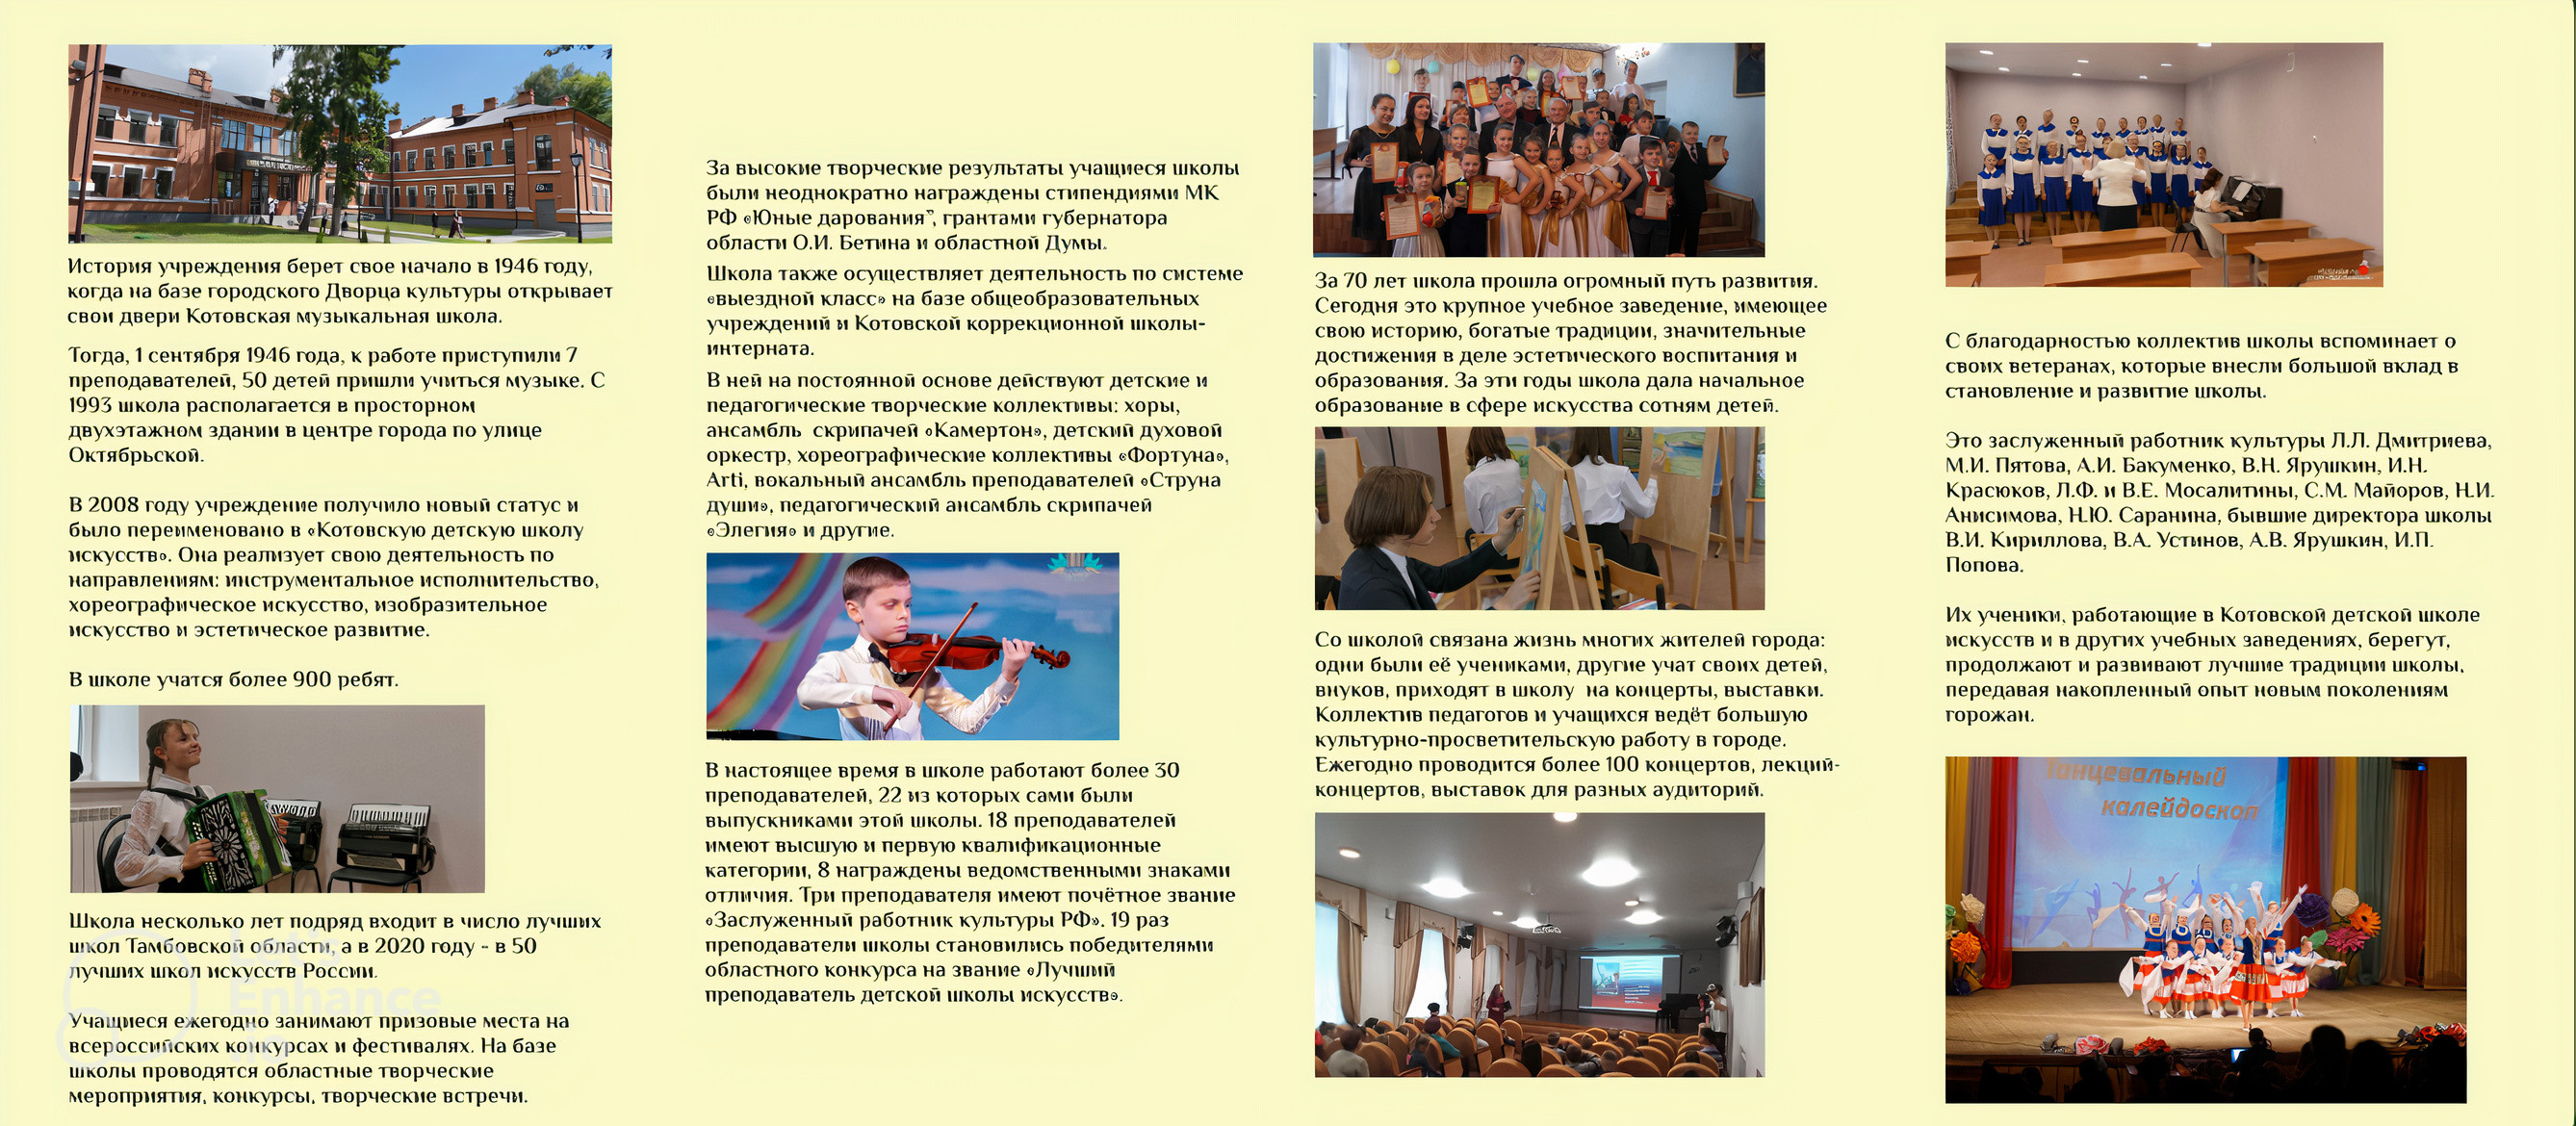 История учреждения берет свое начало в 1946 году,
когда на базе городского Дворца культуры открывает
свои двери Котовская музыкальная школа.
Тогда, 1 сентября 1946 года, к работе приступили 7
преподавателей, 50 детей пришли учиться музыке. С
1993 школа располагается в просторном
двухэтажном здании в центре города по улице
Октябрьской.
В 2008 году учреждение получило новый статус и
было переименовано в «Котовскую детскую школу
искусств». Она реализует свою деятельность по
направлениям: инструментальное исполнительство,
хореографическое искусство, изобразительное
искусство и эстетическое развитие.
В школе учатся более 900 ребят.
Школа несколько лет подряд входит в число лучших
школ Тамбовской области, а в 2020 году - в 50
лучших школ искусств России.
Let's
Enhance
Учащиеся ежегодно занимают призовые места на
всероссийских конкурсах и фестивалях. На базе
школы проводятся областные творческие
мероприятия, конкурсы, творческие встречи.
За высокие творческие результаты учащиеся школы
были неоднократно награждены стипендиями МК
РФ «Юные дарования”, грантами губернатора
области О.И. Бетина и областной Думы.
Школа также осуществляет деятельность по системе
«выездной класс» на базе общеобразовательных
учреждений и Котовской коррекционной школы-
интерната.
В ней на постоянной основе действуют детские и
педагогические творческие коллективы: хоры,
ансамбль скрипачей «Камертон», детский духовой
оркестр, хореографические коллективы «Фортуна»,
Arti, вокальный ансамбль преподавателей «Струна
души», педагогический ансамбль скрипачей
«Элегия» и другие.
В настоящее время в школе работают более 30
преподавателей, 22 из которых сами были
выпускниками этой школы. 18 преподавателей
имеют высшую и первую квалификационные
категории, 8 награждены ведомственными знаками
отличия. Три преподавателя имеют почётное звание
«Заслуженный работник культуры РФ». 19 раз
преподаватели школы становились победителями
областного конкурса на звание «Лучший
преподаватель детской школы искусств».
За 70 лет школа прошла огромный путь развития.
Сегодня это крупное учебное заведение, имеющее
свою историю, богатые традиции, значительные
достижения в деле эстетического воспитания и
образования. За эти годы школа дала начальное
образование в сфере искусства сотням детей.
Со школой связана жизнь многих жителей города:
одни были её учениками, другие учат своих детей,
внуков, приходят в школу на концерты, выставки.
Коллектив педагогов и учащихся ведёт большую
культурно-просветительскую работу в городе.
Ежегодно проводится более 100 концертов, лекций-
концертов, выставок для разных аудиторий.
С благодарностью коллектив школы вспоминает о
своих ветеранах, которые внесли большой вклад в
становление и развитие школы.
Это заслуженный работник культуры Л.Л. Дмитриева,
М.И. Пятова, А.И. Бакуменко, В.Н. Ярушкин, И.Н.
Красюков, Л.Ф. и В.Е. Мосалитины, С.М. Майоров, Н.И.
Анисимова, Н.Ю. Саранина, бывшие директора школы
В.И. Кириллова, В.А. Устинов, А.В. Ярушкин, И.П.
Попова.
Их ученики, работающие в Котовской детской школе
искусств и в других учебных заведениях, берегут,
продолжают и развивают лучшие традиции школы,
передавая накопленный опыт новым поколениям
горожан.
Танцевальный
калейдоскоп